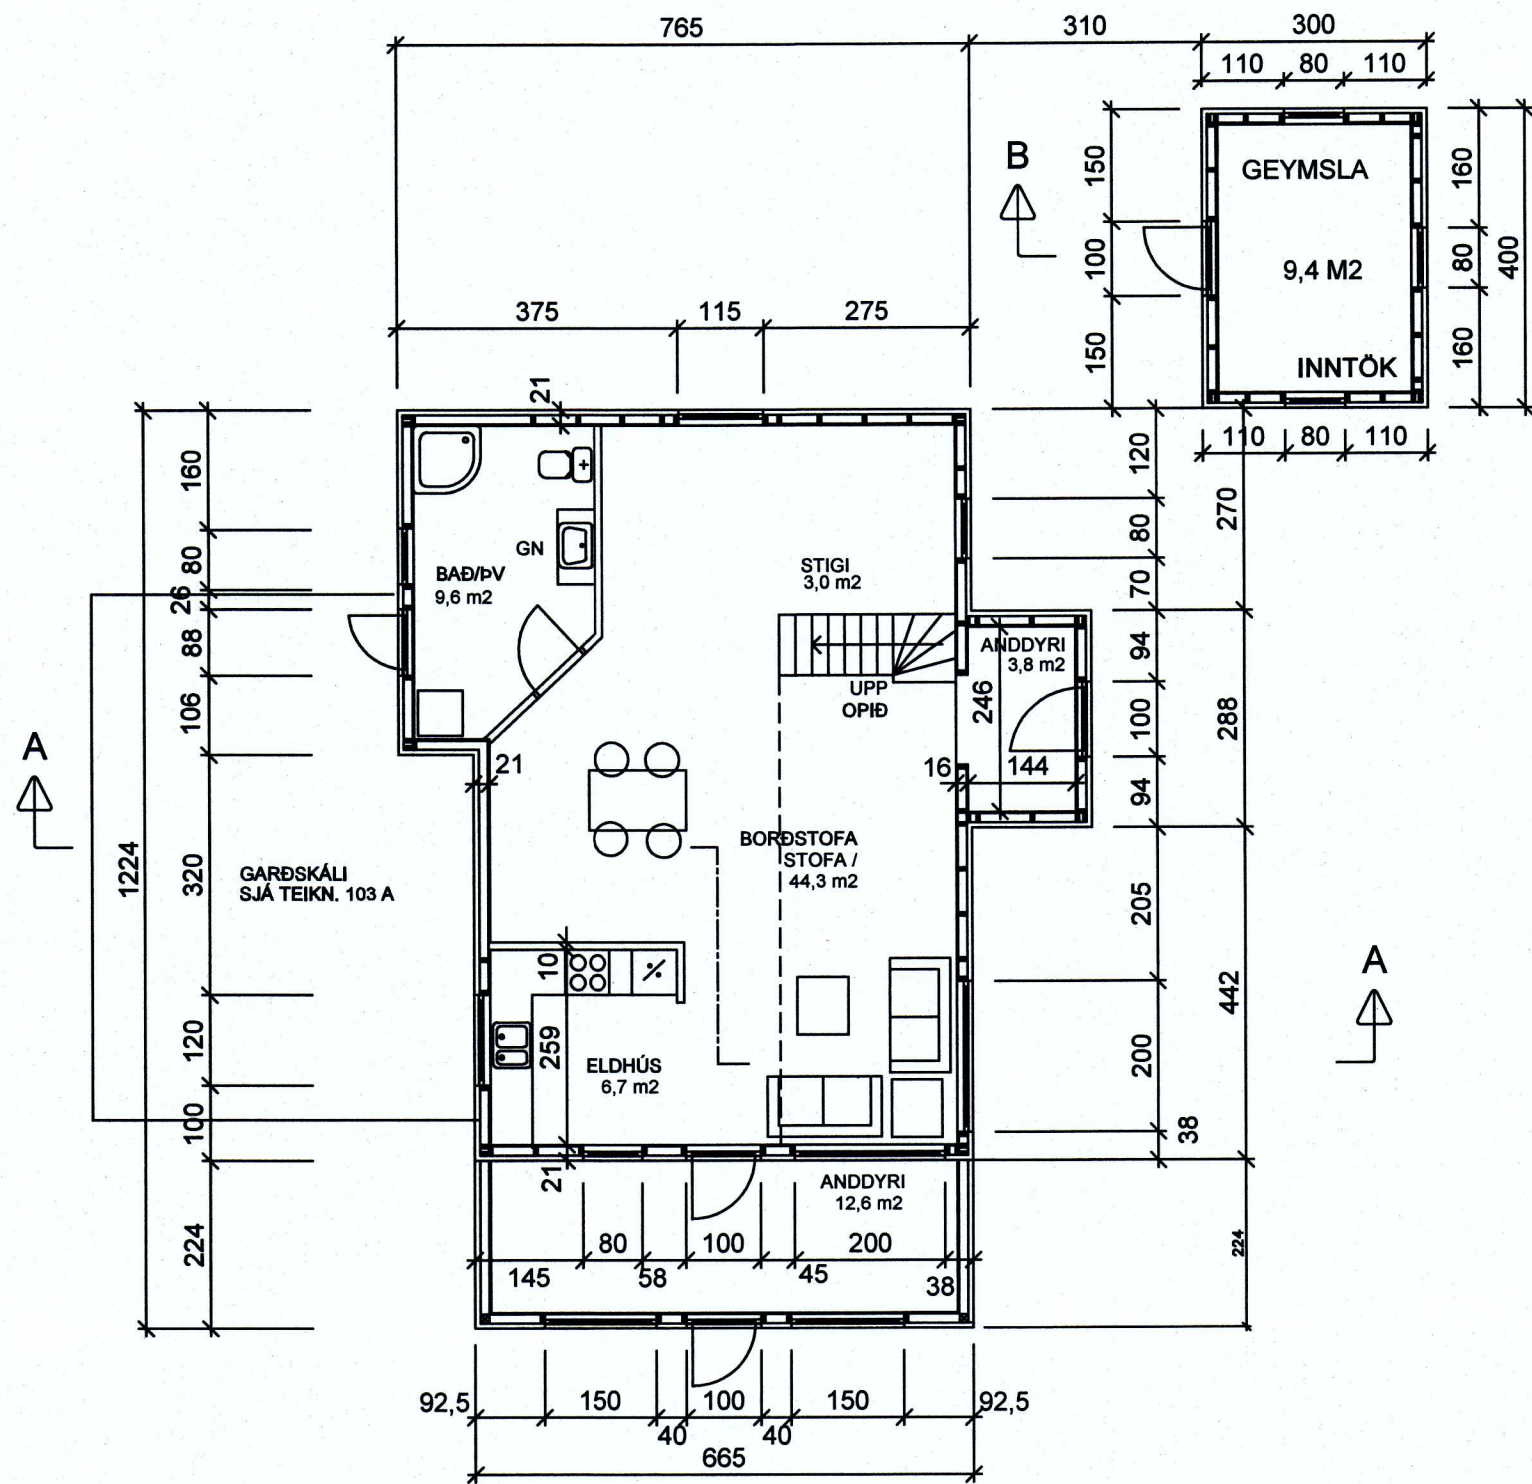 765
310
300
110 80 110
B
150
100
150
GEYMSLA
9,4 M2
INNTÖK
160
80
160
400
110 80 110
375 115 275
21
1224
160
80
26
88
106
320
120
100
224
GN
BAÐ/ÞV
9,6 m2
STIGI
3,0 m2
UPP
OPIÐ
ANDDYRI
3,8 m2
246
16
144
120
80
70
94
100
94
205
200
38
270
288
442
224
A
21
GARÐSKÁLI
SJÁ TEIKN. 103 A
BORÐSTOFA
STOFA /
44,3 m2
A
10
259
ELDHÚS
6,7 m2
21
ANDDYRI
12,6 m2
80 100 200
145 58 45 38
92,5 150 100 150 92,5
40 40
665